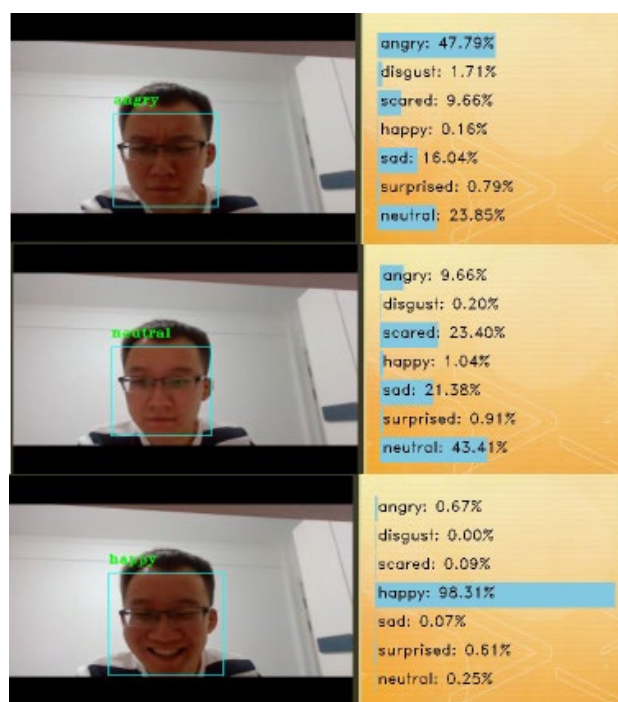 angry
angry: 47.79%
disgust: 1.71%
scared: 9.66%
happy: 0.16%
sad: 16.04%
surprised: 0.79%
neutral: 23.85%
neutral
angry: 9.66%
disgust: 0.20%
scared: 23.40%
happy: 1.04%
sad: 21.38%
surprised: 0.91%
neutral: 43.41%
happy
angry: 0.67%
disgust: 0.00%
scared: 0.09%
happy: 98.31%
sad: 0.07%
surprised: 0.61%
neutral: 0.25%